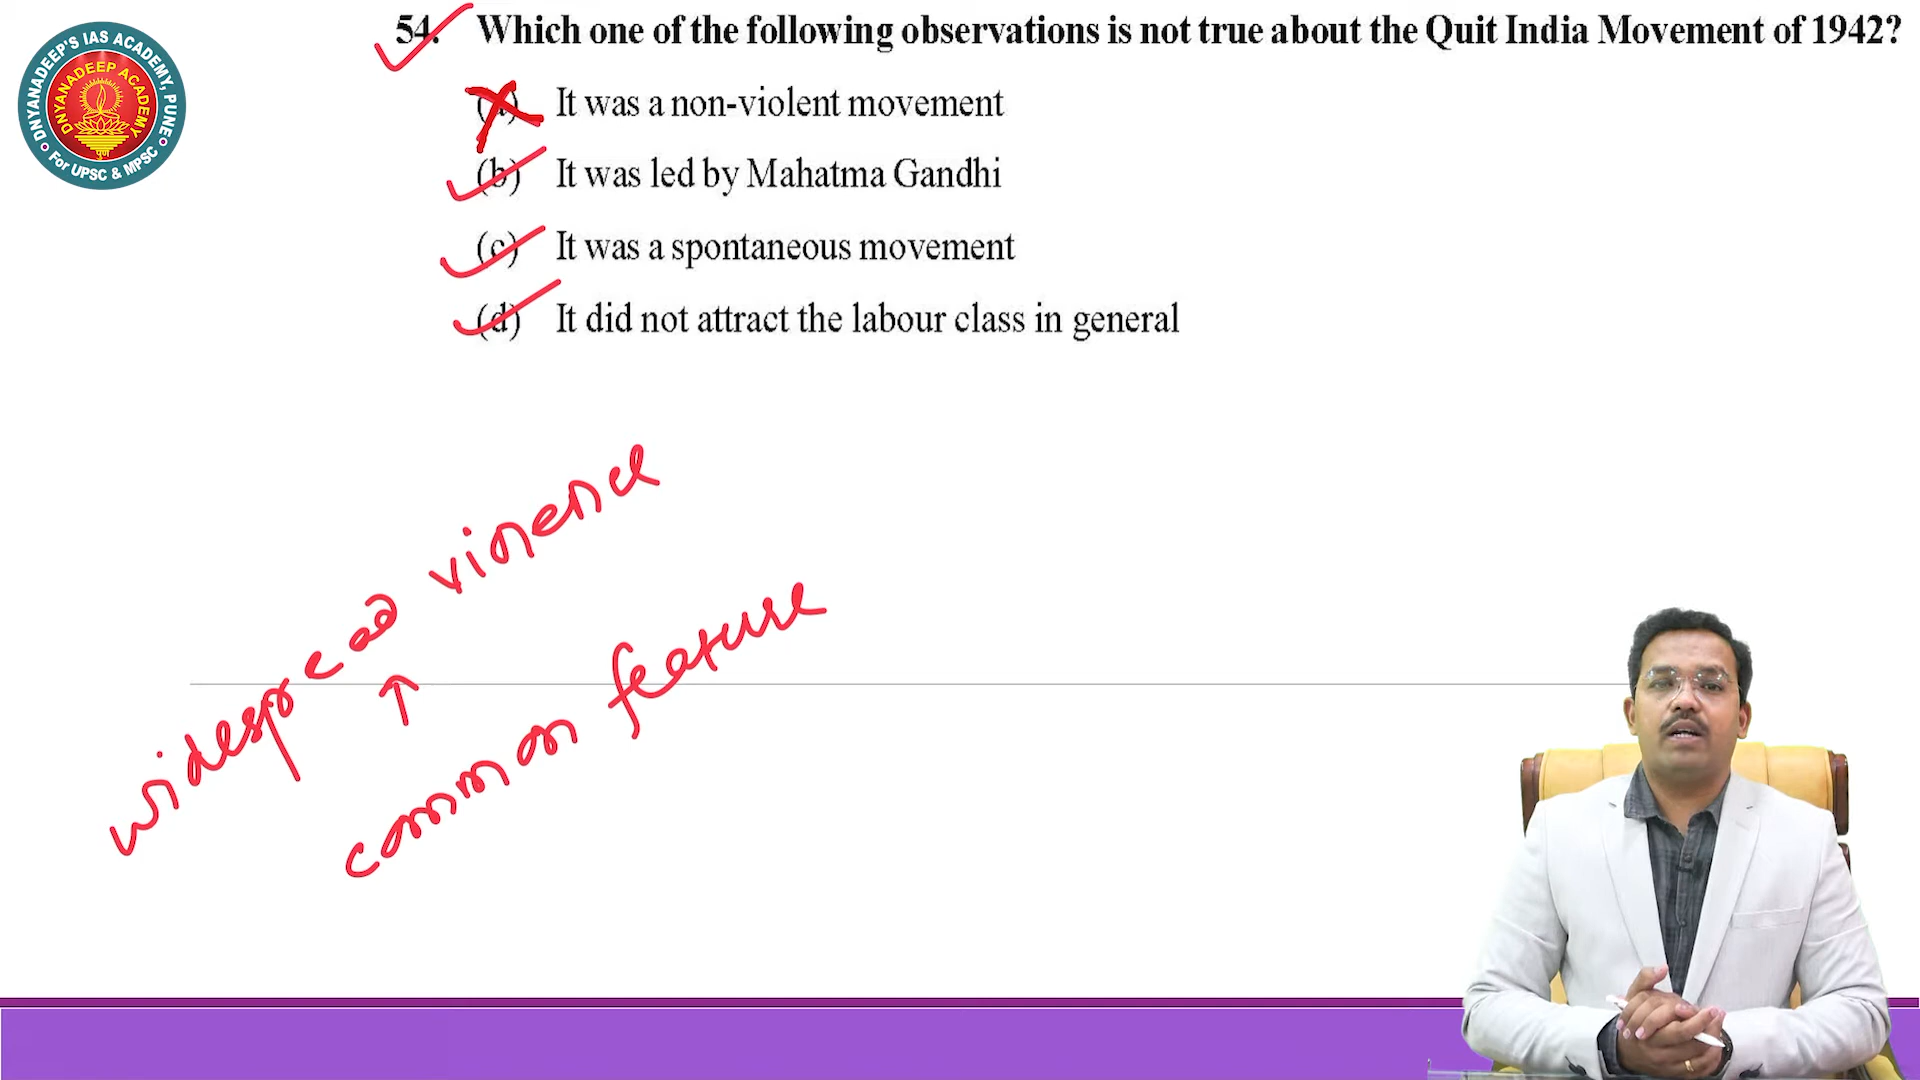 DNYANADEEP'S IAS ACADEMY, PUNE
DNYANADEEP ACADEMY
For UPSC & MPSC
54. Which one of the following observations is not true about the Quit India Movement of 1942?
(a) It was a non-violent movement
(b) It was led by Mahatma Gandhi
(c) It was a spontaneous movement
(d) It did not attract the labour class in general
widespread violence
common feature